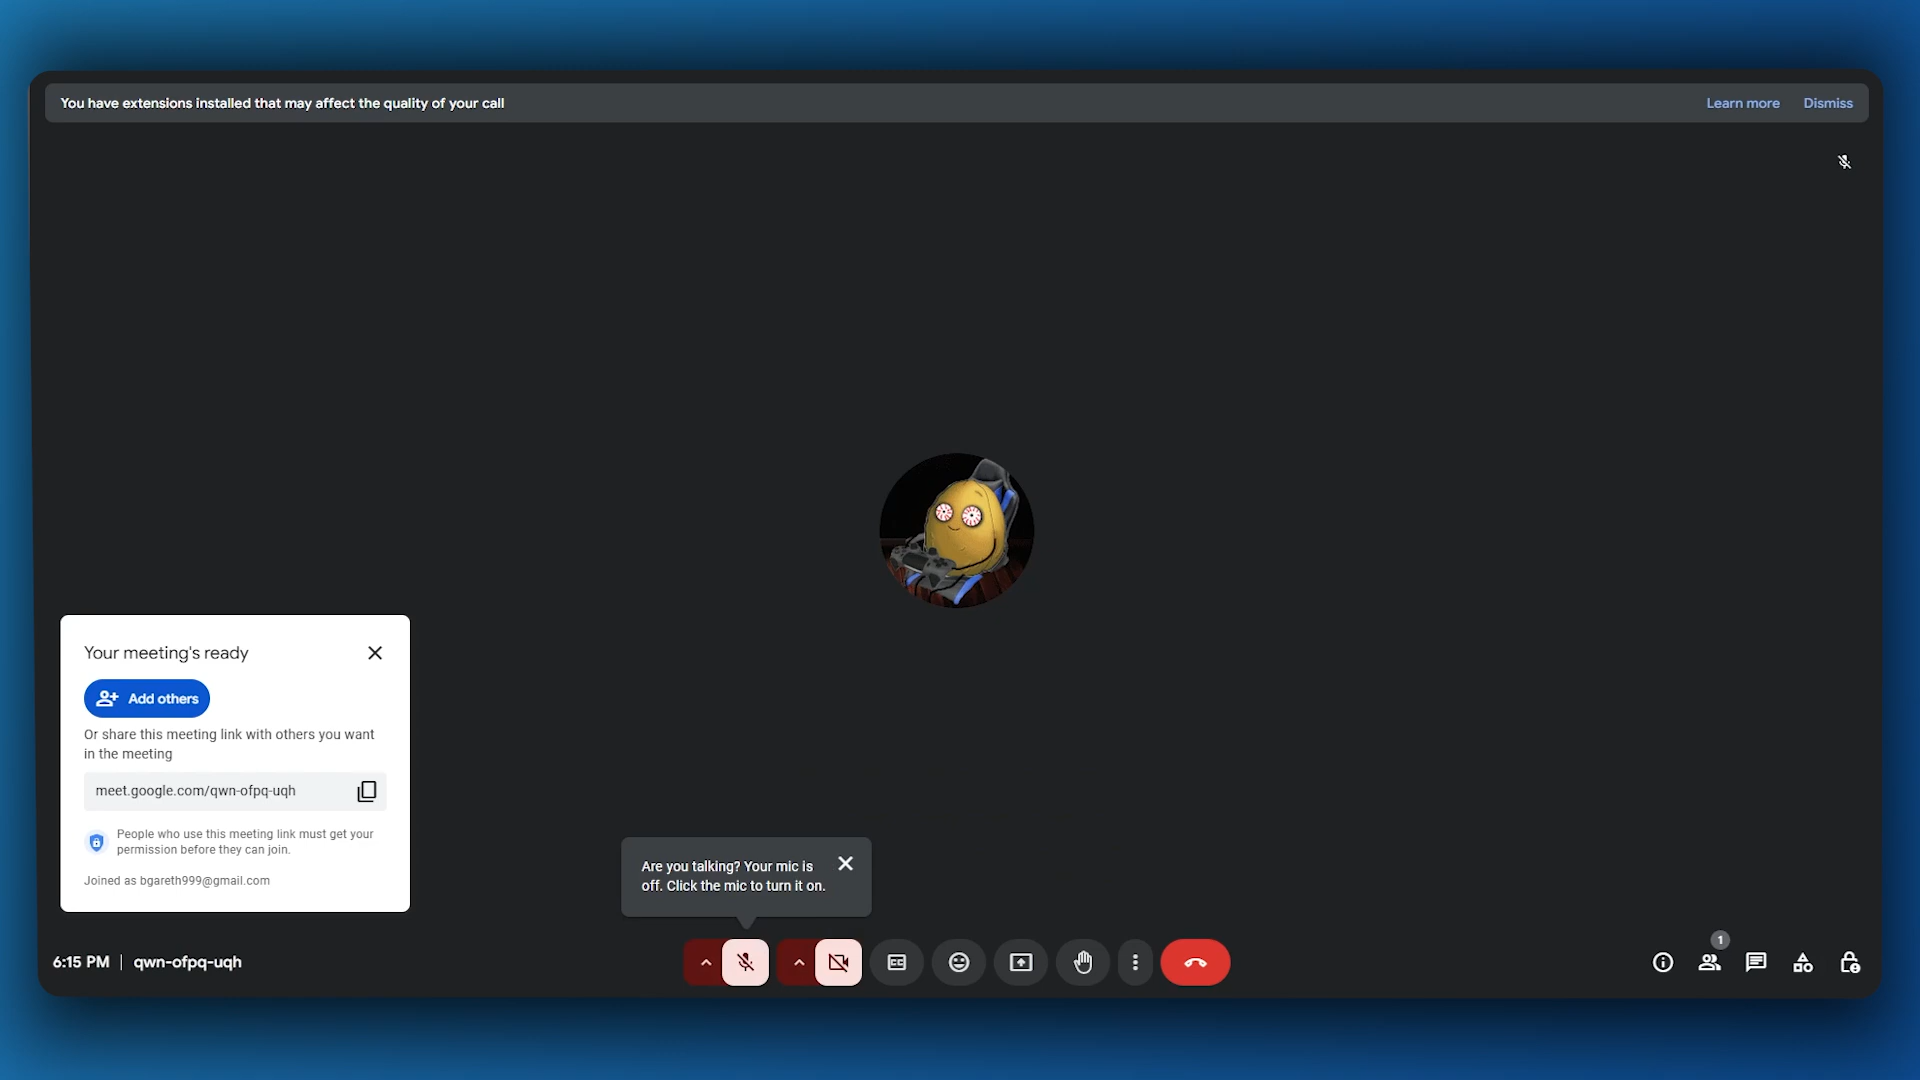 You have extensions installed that may affect the quality of your call
Learn more
Dismiss
Your meeting's ready
Add others
Or share this meeting link with others you want
in the meeting
meet.google.com/qwn-ofpq-uqh
People who use this meeting link must get your
permission before they can join.
Joined as bgareth999@gmail.com
Are you talking? Your mic is
off. Click the mic to turn it on.
6:15 PM | qwn-ofpq-uqh
1